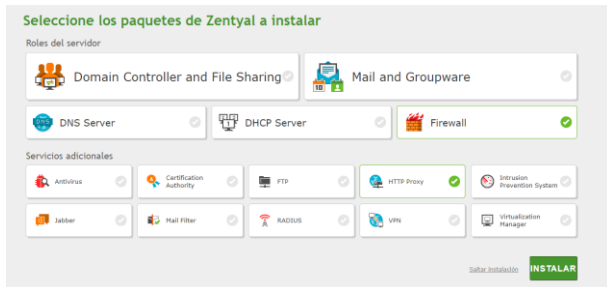 Seleccione los paquetes de Zentyal a instalar
Roles del servidor
Domain Controller and File Sharing
Mail and Groupware
DNS Server
DHCP Server
Firewall
Servicios adicionales
Antivirus
Certification
Authority
FTP
HTTP Proxy
Intrusion
Prevention System
Jabber
Mail Filter
RADIUS
VPN
Virtualization
Manager
Saltar instalación
INSTALAR